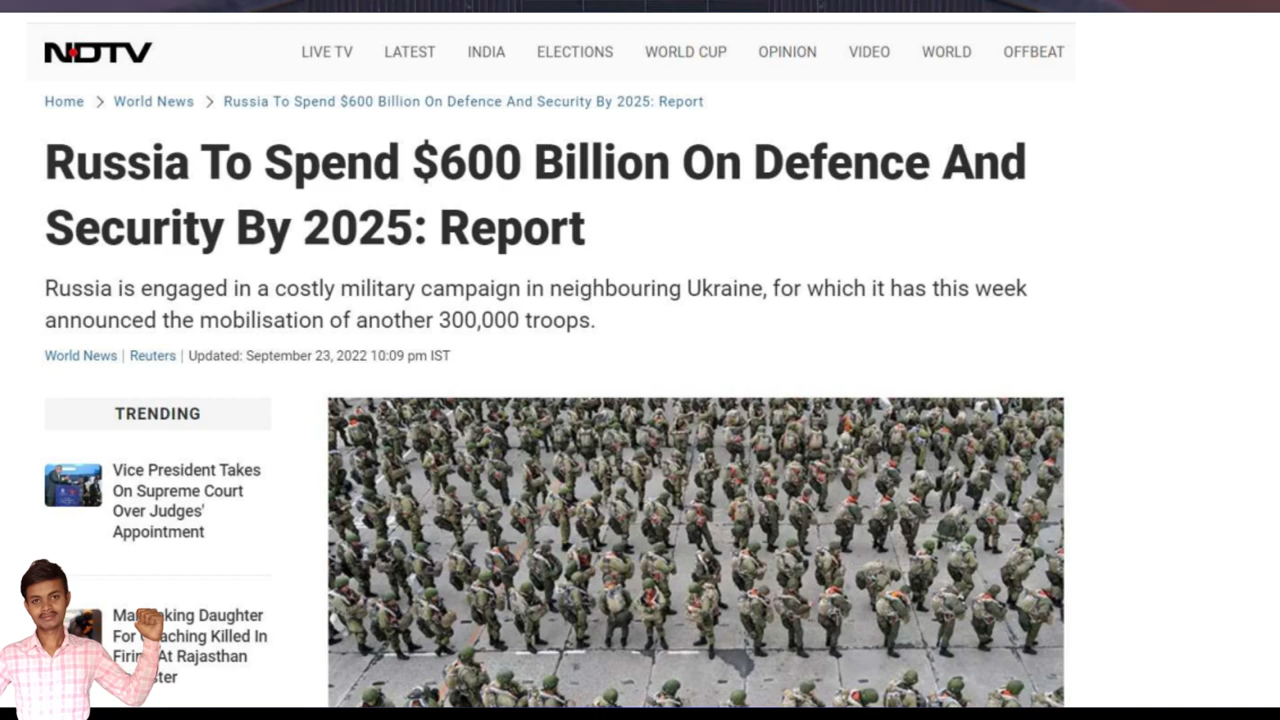 NDTV
LIVE TV LATEST INDIA ELECTIONS WORLD CUP OPINION VIDEO WORLD OFFBEAT
Home > World News > Russia To Spend $600 Billion On Defence And Security By 2025: Report
Russia To Spend $600 Billion On Defence And
Security By 2025: Report
Russia is engaged in a costly military campaign in neighbouring Ukraine, for which it has this week
announced the mobilisation of another 300,000 troops.
World News | Reuters | Updated: September 23, 2022 10:09 pm IST
TRENDING
Vice President Takes
On Supreme Court
Over Judges'
Appointment
Daughter
For Killed In
At Rajasthan